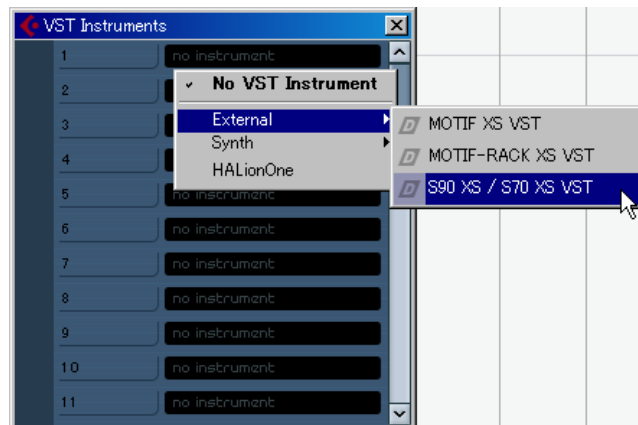 VST Instruments
1 no instrument
No VST Instrument
2
External MOTIF XS VST
3
Synth MOTIF-RACK XS VST
4
HALionOne
S90 XS / S70 XS VST
5 no instrument
6 no instrument
7 no instrument
8 no instrument
9 no instrument
10 no instrument
11 no instrument